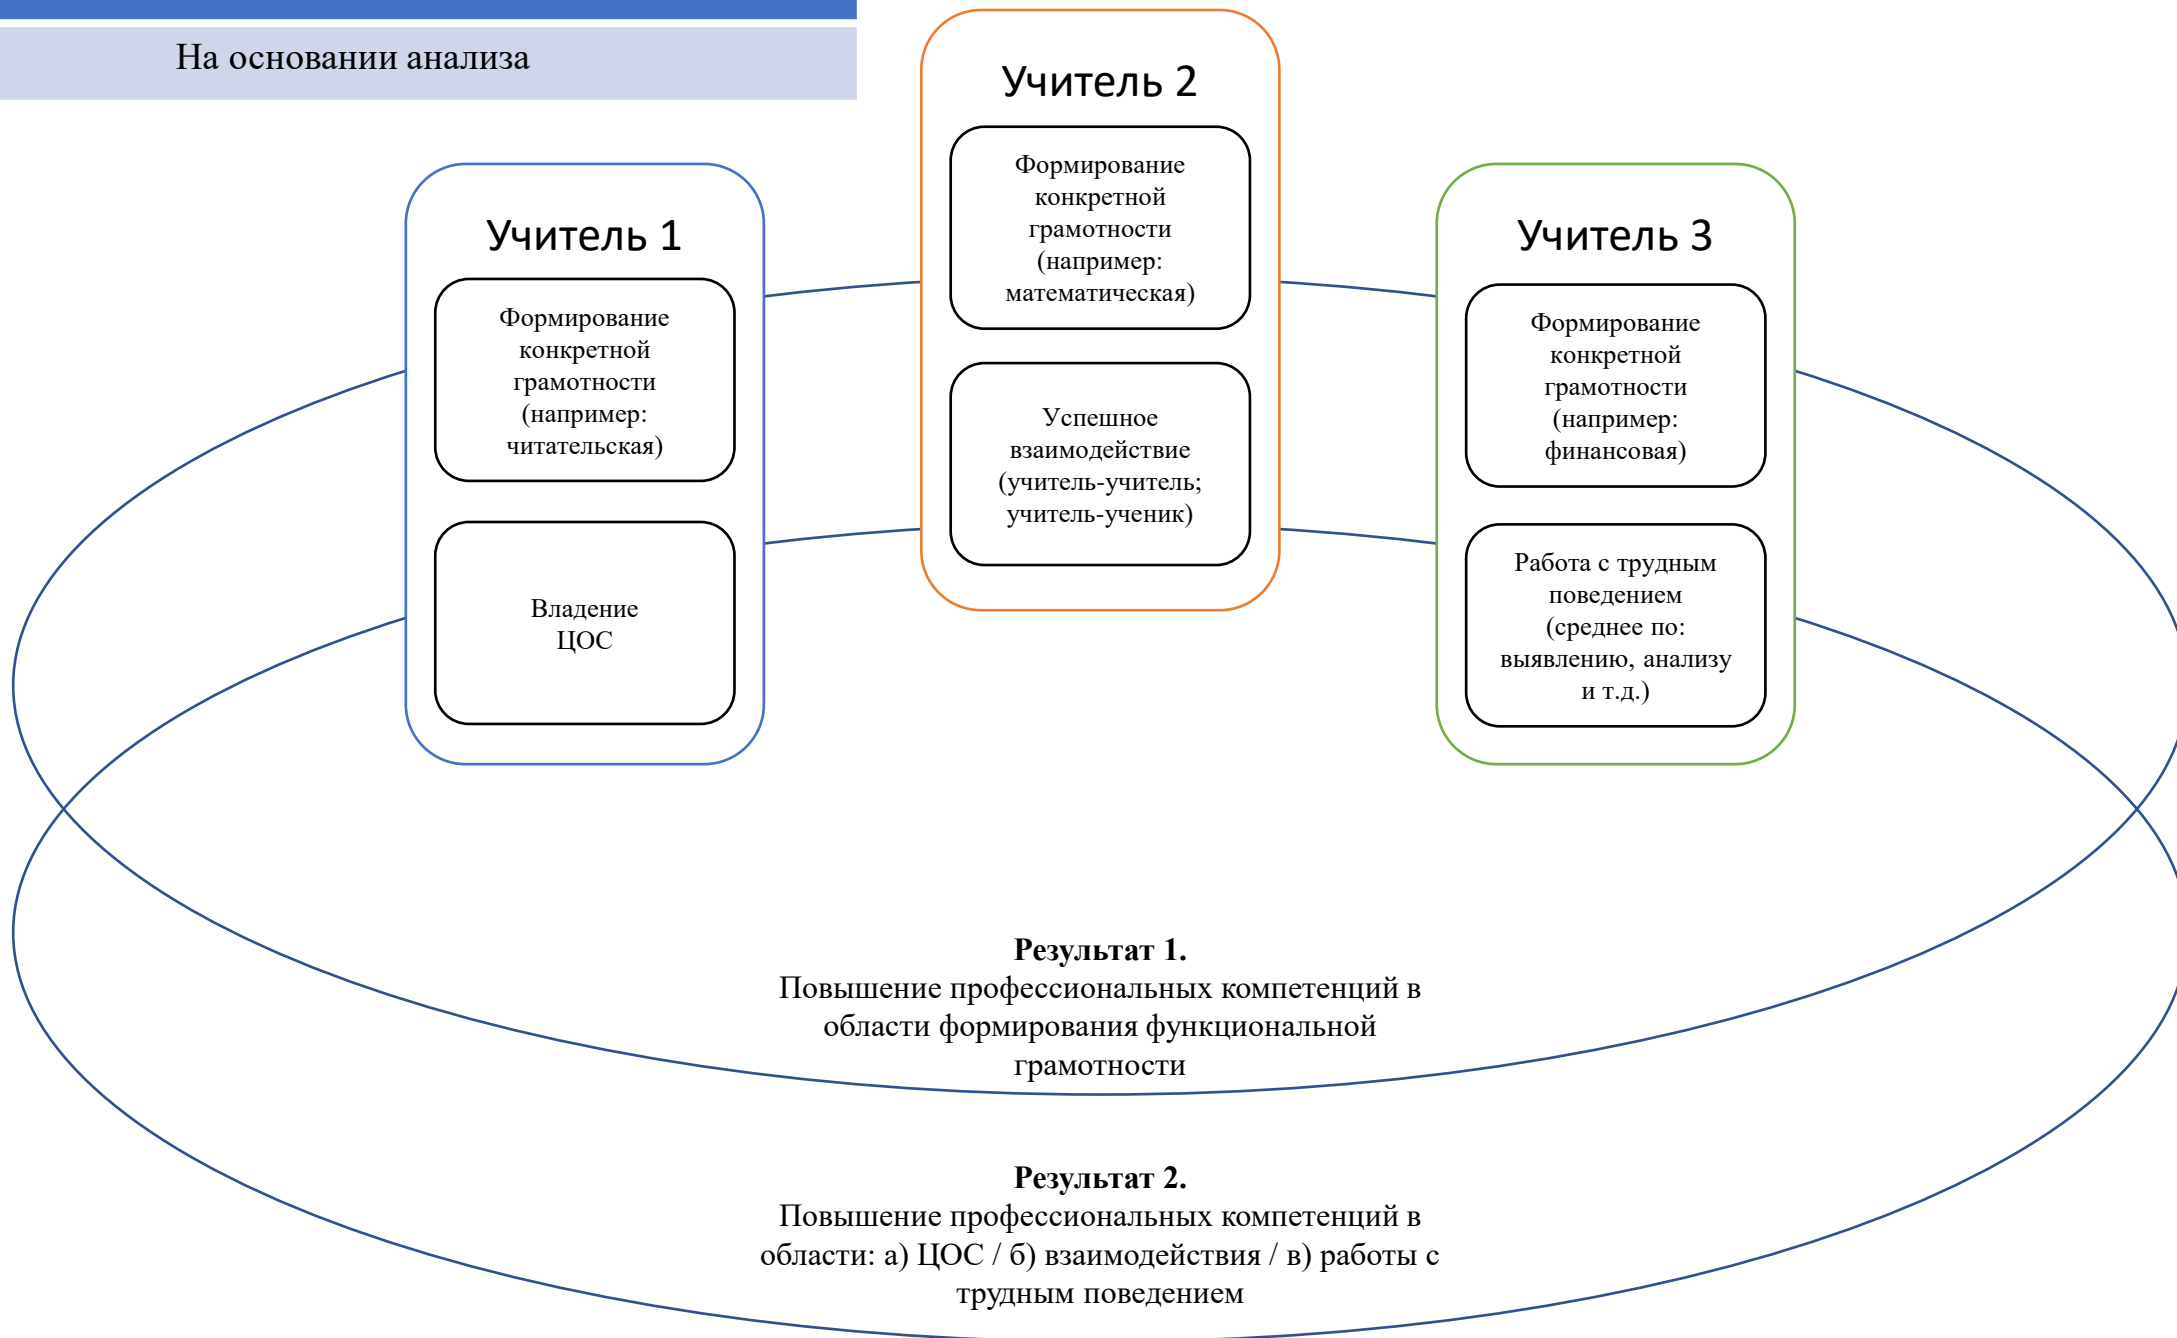 На основании анализа
Учитель 1
Формирование
конкретной
грамотности
(например:
читательская)
Владение
ЦОС
Учитель 2
Формирование
конкретной
грамотности
(например:
математическая)
Успешное
взаимодействие
(учитель-учитель;
учитель-ученик)
Учитель 3
Формирование
конкретной
грамотности
(например:
финансовая)
Работа с трудным
поведением
(среднее по:
выявлению, анализу
и т.д.)
Результат 1.
Повышение профессиональных компетенций в
области формирования функциональной
грамотности
Результат 2.
Повышение профессиональных компетенций в
области: а) ЦОС / б) взаимодействия / в) работы с
трудным поведением